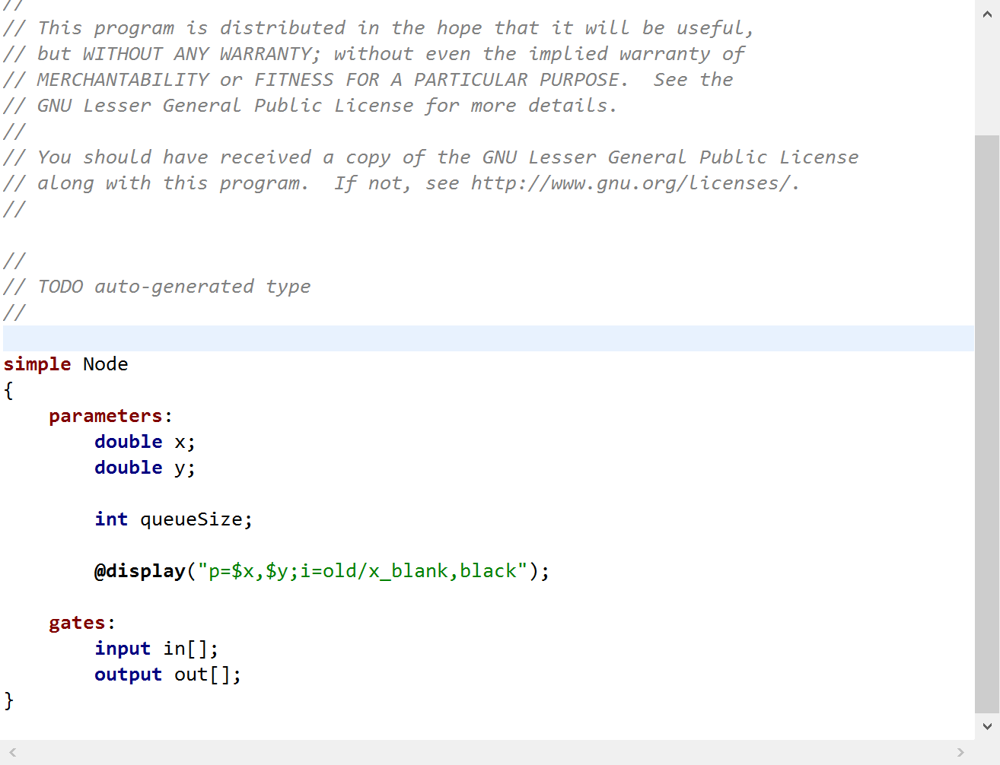 //
// This program is distributed in the hope that it will be useful,
// but WITHOUT ANY WARRANTY; without even the implied warranty of
// MERCHANTABILITY or FITNESS FOR A PARTICULAR PURPOSE.  See the
// GNU Lesser General Public License for more details.
//
// You should have received a copy of the GNU Lesser General Public License
// along with this program.  If not, see http://www.gnu.org/licenses/.
//

//
// TODO auto-generated type
//

simple Node
{
    parameters:
        double x;
        double y;

        int queueSize;

        @display("p=$x,$y;i=old/x_blank,black");

    gates:
        input in[];
        output out[];
}